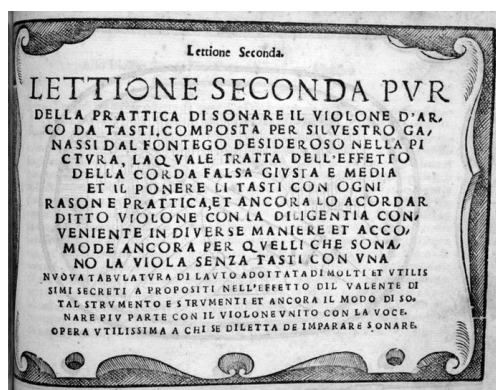 Lettione Seconda.
LETTIONE SECONDA PVR
DELLA PRATTICA DI SONARE IL VIOLONE D'AR,
CO DA TASTI, COMPOSTA PER SILVESTRO GA,
NASSI DAL FONTEGO DESIDEROSO NELLA PI
CTVRA, LAQVALE TRATTA DELL'EFFETTO
DELLA CORDA FALSA GIVSTA E MEDIA
ET IL PONERE LI TASTI CON OGNI
RASONE PRATTICA, ET ANCORA LO ACORDAR
DITTO VIOLONE CON LA DILIGENTIA CON,
VENIENTE IN DIVERSE MANIERE ET ACCO,
MODE ANCORA PER QVELLI CHE SONA,
NO LA VIOLA SENZA TASTI CON VNA
NVOVA TABVLATVRA DI LAVTO ADOTTATA DI MOLTI ET VTILIS
SIMI SECRETI A PROPOSITI NELL'EFFETTO DIL VALENTE DI
TAL STRVMENTO E STRVMENTI ET ANCORA IL MODO DI SO,
NARE PIV PARTE CON IL VIOLONE VNITO CON LA VOCE.
OPERA VTILISSIMA A CHI SE DILETTA DE IMPARARE SONARE.